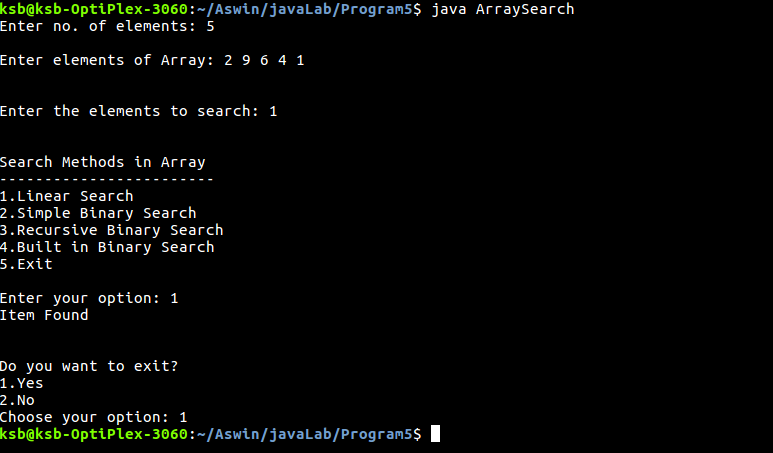 ksb@ksb-OptiPlex-3060:~/Aswin/javaLab/Program5$ java ArraySearch
Enter no. of elements: 5
Enter elements of Array: 2 9 6 4 1
Enter the elements to search: 1
Search Methods in Array
------------------------
1.Linear Search
2.Simple Binary Search
3.Recursive Binary Search
4.Built in Binary Search
5.Exit
Enter your option: 1
Item Found
Do you want to exit?
1.Yes
2.No
Choose your option: 1
ksb@ksb-OptiPlex-3060:~/Aswin/javaLab/Program5$